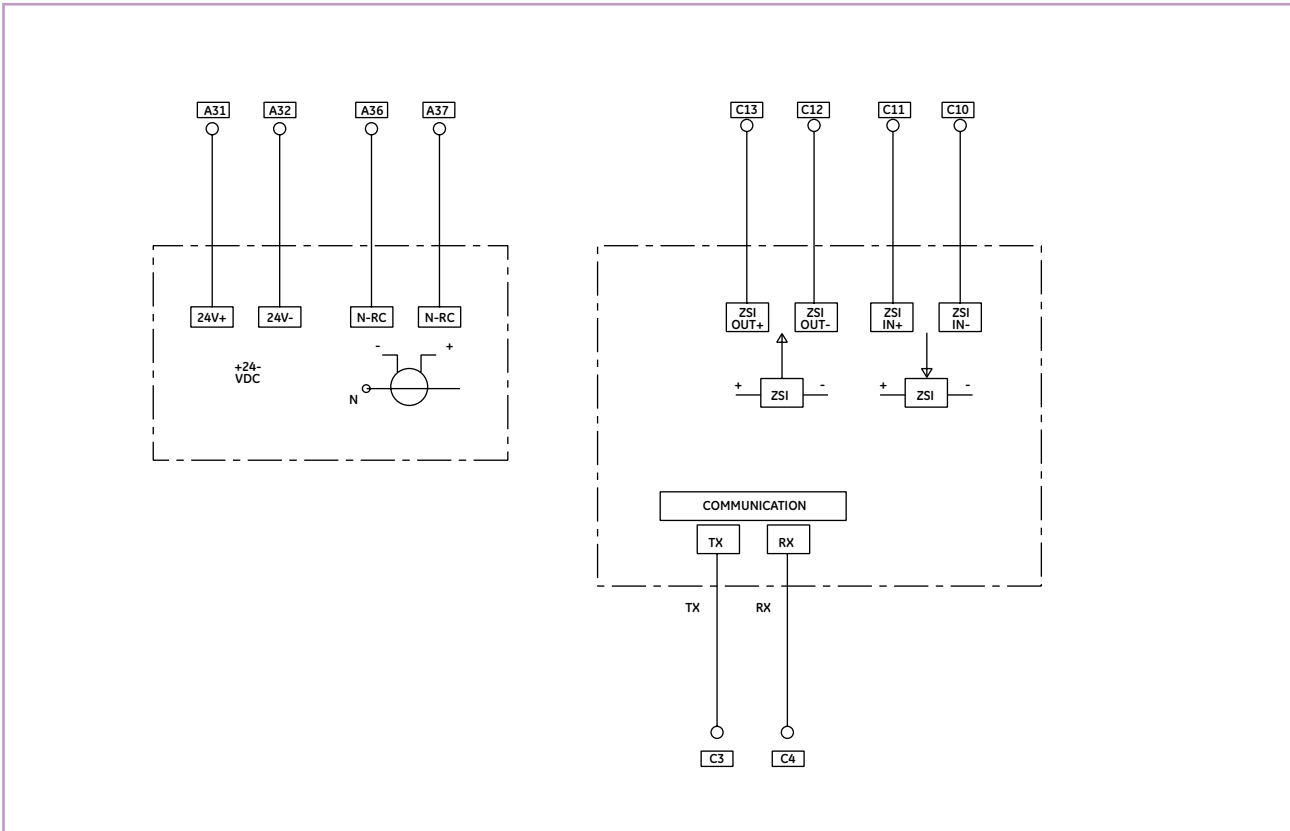 A31 A32 A36 A37
C13 C12 C11 C10
24V+ 24V- N-RC N-RC
+24-
VDC
- +
N
ZSI
OUT+
ZSI
OUT-
ZSI
IN+
ZSI
IN-
+ ZSI -
+ ZSI -
COMMUNICATION
TX RX
TX RX
C3 C4